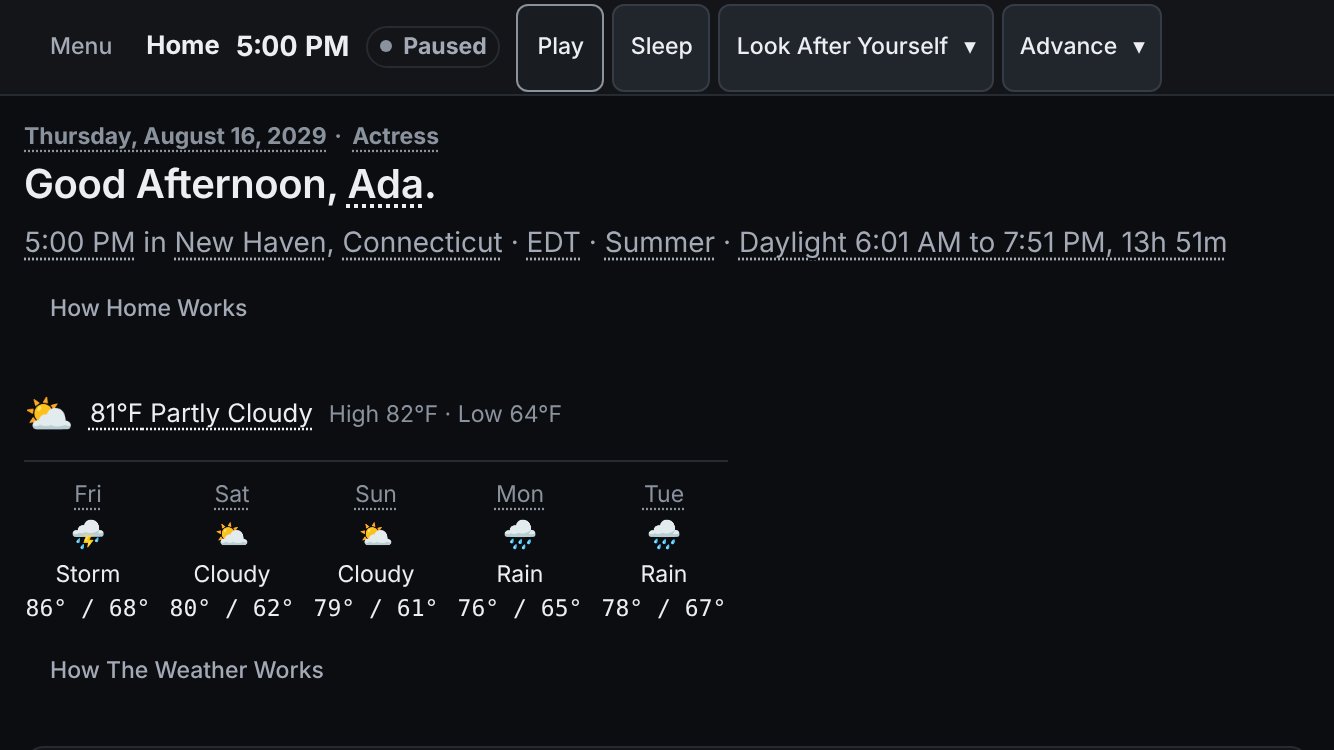 Menu Home 5:00 PM Paused Play Sleep Look After Yourself ▼ Advance ▼
Thursday, August 16, 2029 · Actress
Good Afternoon, Ada.
5:00 PM in New Haven, Connecticut · EDT · Summer · Daylight 6:01 AM to 7:51 PM, 13h 51m
How Home Works
81°F Partly Cloudy High 82°F · Low 64°F
Fri Sat Sun Mon Tue
Storm Cloudy Cloudy Rain Rain
86° / 68° 80° / 62° 79° / 61° 76° / 65° 78° / 67°
How The Weather Works